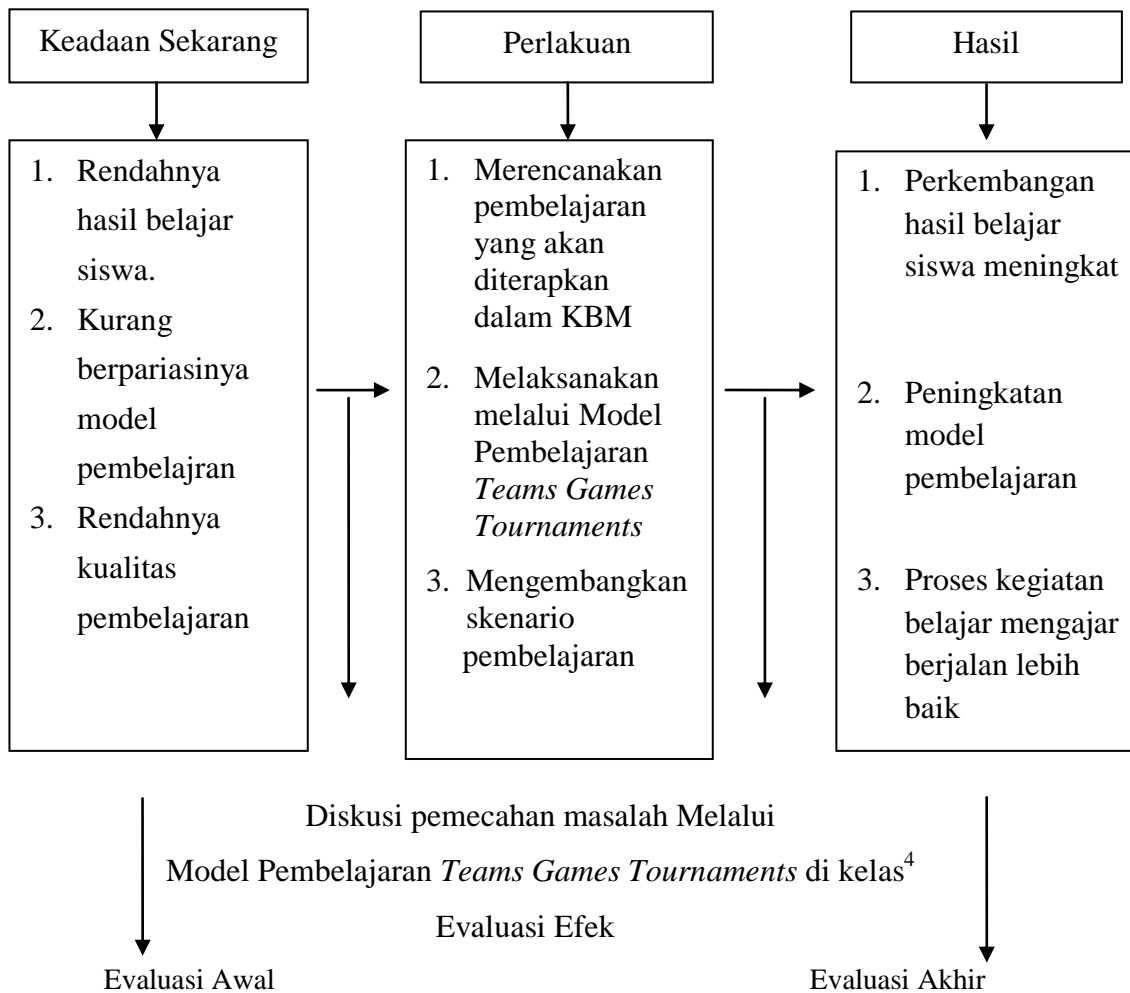 Keadaan Sekarang
Perlakuan
Hasil
1. Rendahnya
hasil belajar
siswa.
2. Kurang
berpariasinya
model
pembelajran
3. Rendahnya
kualitas
pembelajaran
1. Merencanakan
pembelajaran
yang akan
diterapkan
dalam KBM
2. Melaksanakan
melalui Model
Pembelajaran
Teams Games
Tournaments
3. Mengembangkan
skenario
pembelajaran
1. Perkembangan
hasil belajar
siswa meningkat
2. Peningkatan
model
pembelajaran
3. Proses kegiatan
belajar mengajar
berjalan lebih
baik
Diskusi pemecahan masalah Melalui
Model Pembelajaran Teams Games Tournaments di kelas⁴
Evaluasi Efek
Evaluasi Awal
Evaluasi Akhir